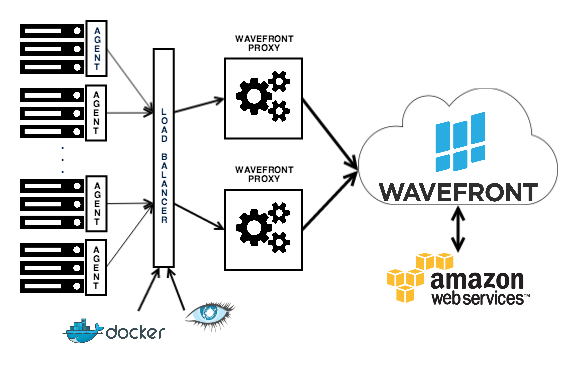 AGENT
AGENT
AGENT
AGENT
LOAD BALANCER
WAVEFRONT
PROXY
WAVEFRONT
PROXY
WAVEFRONT
docker
amazon
web services™